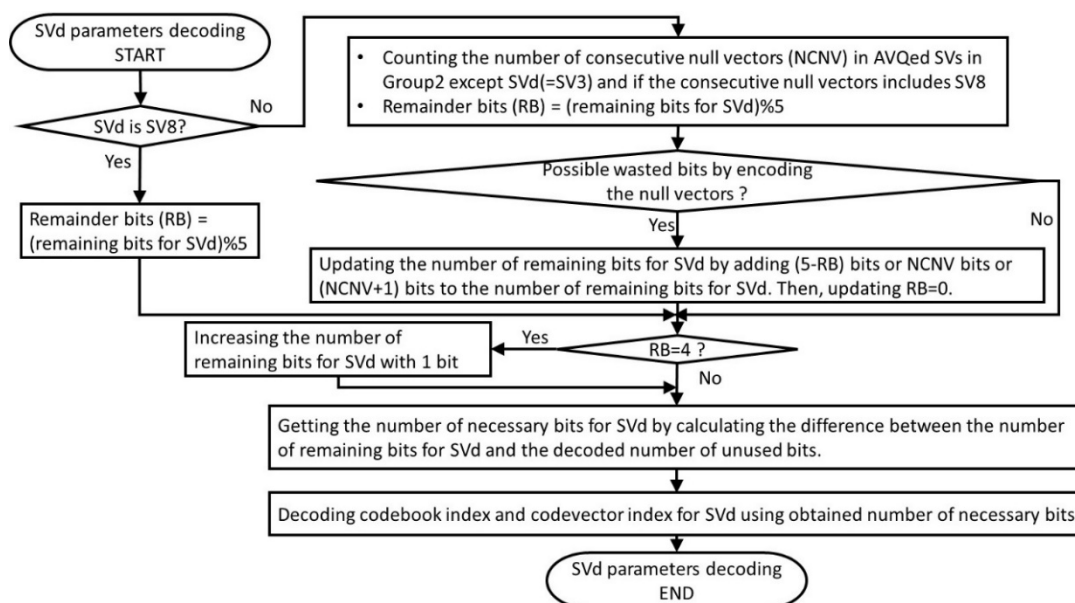 SVd parameters decoding
START
SVd is SV8?
No
Yes
Remainder bits (RB) =
(remaining bits for SVd)%5
• Counting the number of consecutive null vectors (NCNV) in AVQed SVs in
Group2 except SVd(=SV3) and if the consecutive null vectors includes SV8
• Remainder bits (RB) = (remaining bits for SVd)%5
Possible wasted bits by encoding
the null vectors ?
No
Yes
Updating the number of remaining bits for SVd by adding (5-RB) bits or NCNV bits or
(NCNV+1) bits to the number of remaining bits for SVd. Then, updating RB=0.
RB=4 ?
Yes
Increasing the number of
remaining bits for SVd with 1 bit
No
Getting the number of necessary bits for SVd by calculating the difference between the number
of remaining bits for SVd and the decoded number of unused bits.
Decoding codebook index and codevector index for SVd using obtained number of necessary bits
SVd parameters decoding
END